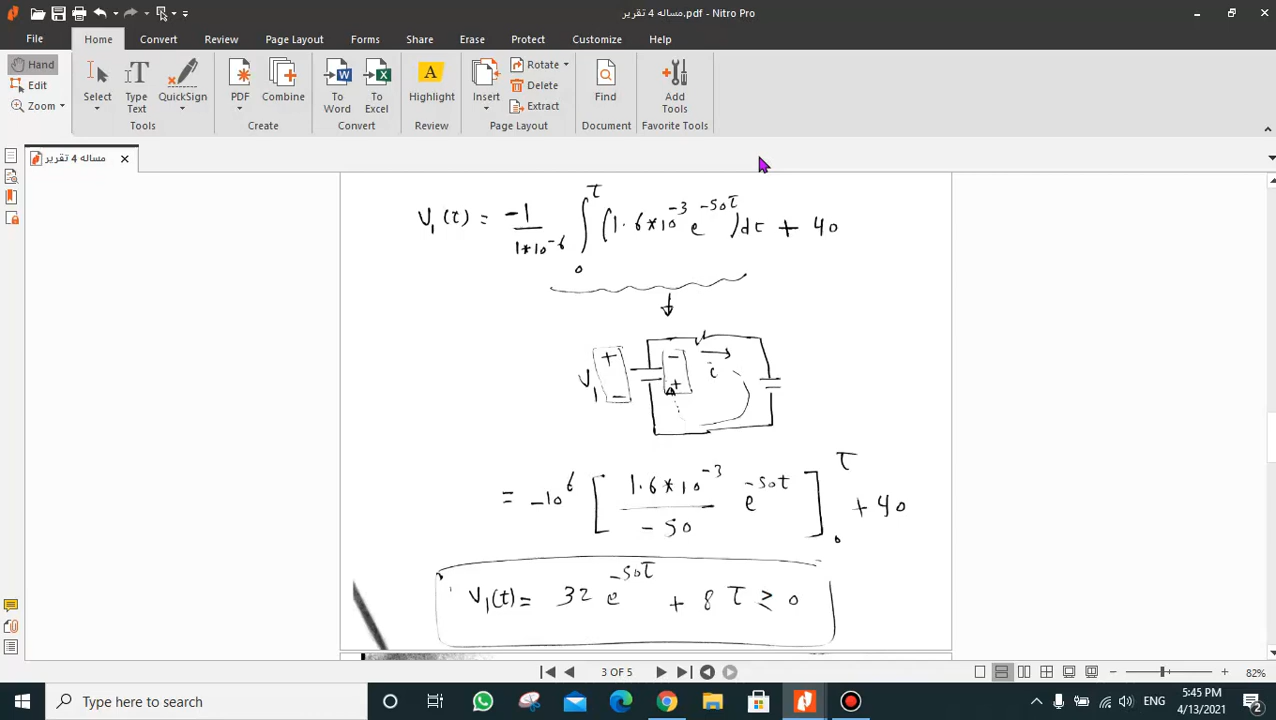 مساله 4 تقرير.pdf - Nitro Pro
File Home Convert Review Page Layout Forms Share Erase Protect Customize Help
Hand
Edit
Zoom
Select
Type Text
QuickSign
Tools
PDF
Combine
Create
To Word
To Excel
Convert
Highlight
Review
Insert
Rotate
Delete
Extract
Page Layout
Find
Document
Add Tools
Favorite Tools
مساله 4 تقرير
V₁(t) = -1/(1*10⁻⁶) ∫₀^τ (1.6*10⁻³ e^(-50τ)) dτ + 40
V₁ + - - + i
= -10⁶ [ (1.6*10⁻³)/(-50) e^(-50t) ]₀^τ + 40
V₁(t) = 32 e^(-50τ) + 8 τ ≥ 0
3 OF 5
82%
Type here to search
ENG
5:45 PM
4/13/2021
2